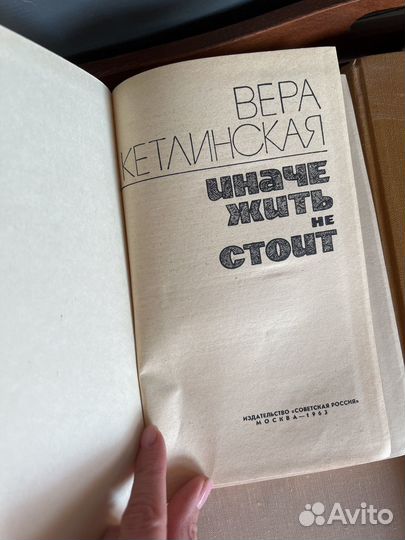 ВЕРА
КЕТЛИНСКАЯ
иначе
жить
не
стоит
ИЗДАТЕЛЬСТВО «СОВЕТСКАЯ РОССИЯ»
МОСКВА—1963
Avito